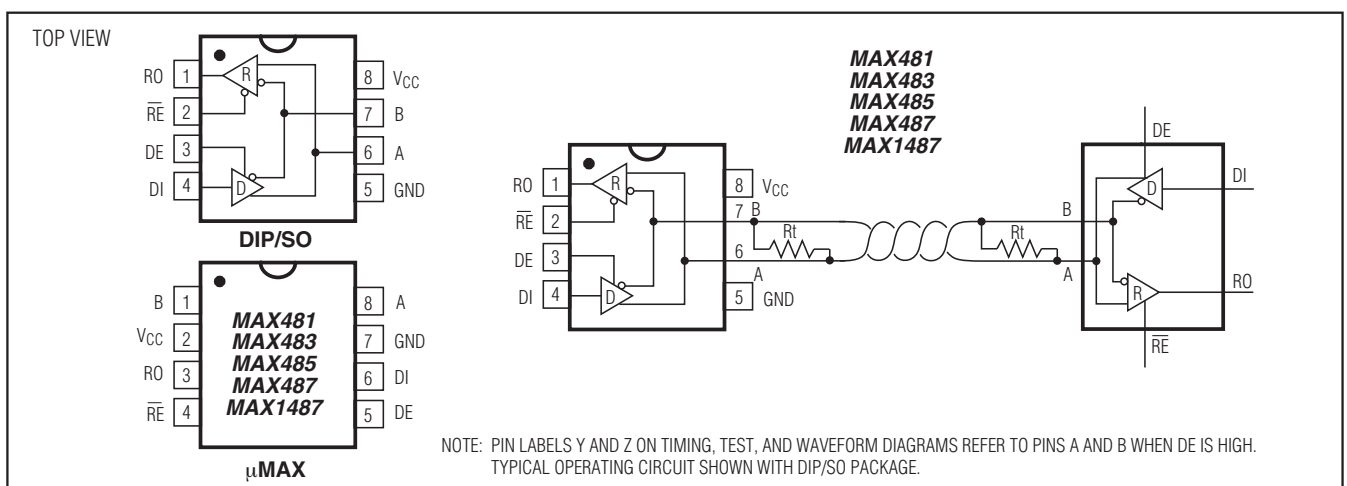 TOP VIEW
RO 1
R
8 VCC
RE 2
7 B
DE 3
6 A
DI 4
D
5 GND
DIP/SO
B 1
8 A
VCC 2
7 GND
RO 3
6 DI
RE 4
5 DE
MAX481
MAX483
MAX485
MAX487
MAX1487
µMAX
MAX481
MAX483
MAX485
MAX487
MAX1487
RO 1
R
8 VCC
RE 2
7 B
DE 3
6
A
DI 4
D
5 GND
Rt
Rt
B
A
DE
D
DI
R
RO
RE
NOTE: PIN LABELS Y AND Z ON TIMING, TEST, AND WAVEFORM DIAGRAMS REFER TO PINS A AND B WHEN DE IS HIGH.
TYPICAL OPERATING CIRCUIT SHOWN WITH DIP/SO PACKAGE.